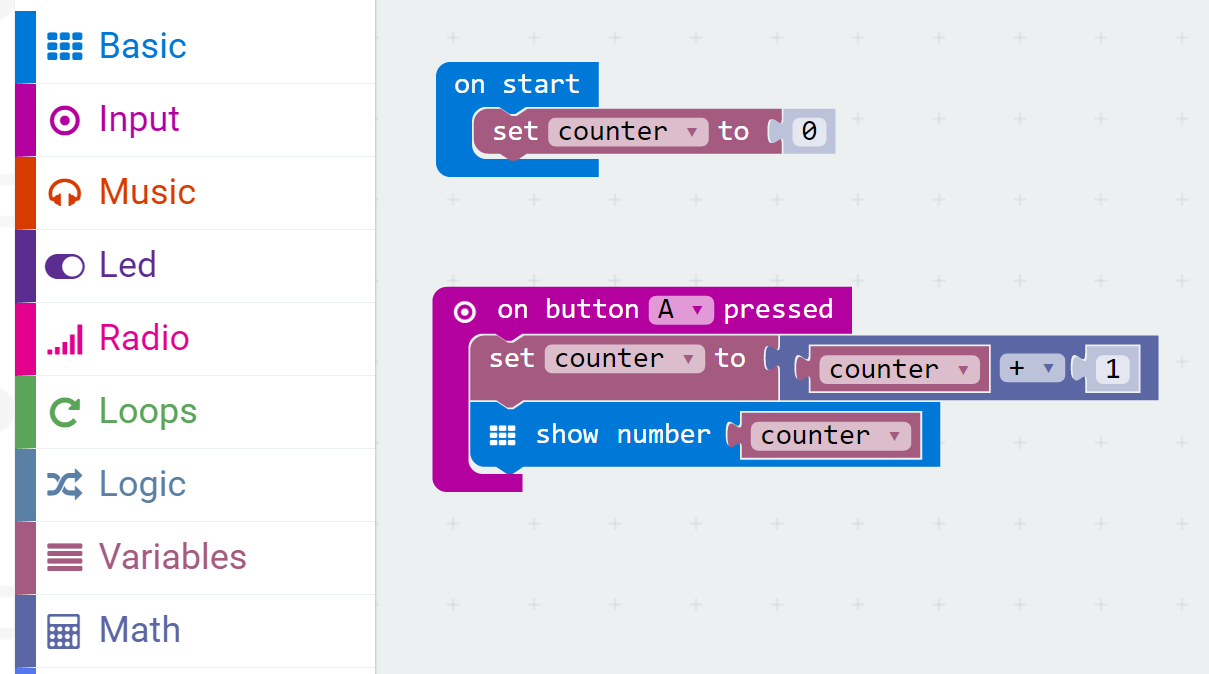 Basic
Input
Music
Led
Radio
Loops
Logic
Variables
Math
on start
set counter to 0
on button A pressed
set counter to counter + 1
show number counter